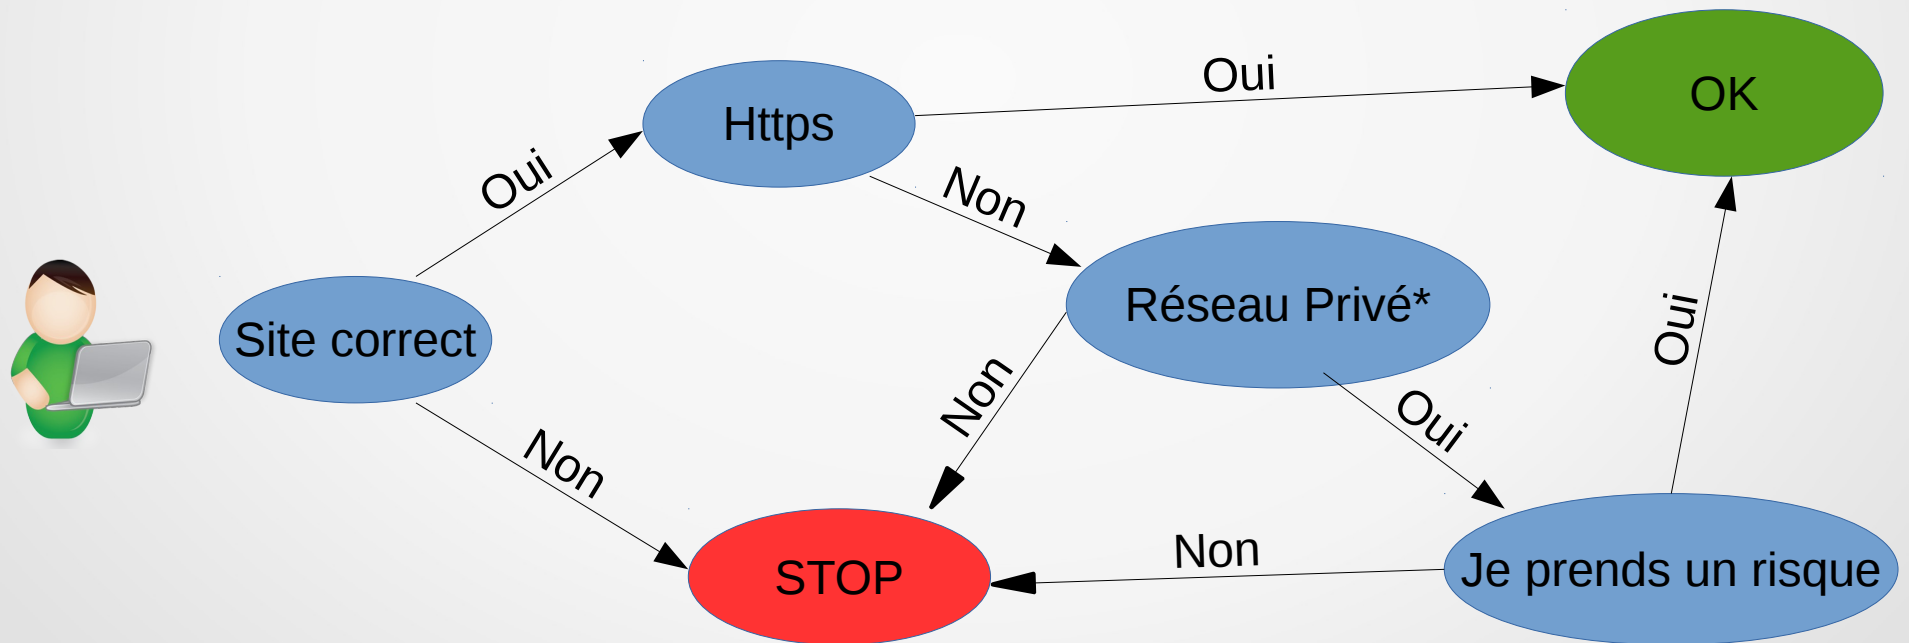 Oui
OK
Https
Oui
Non
Réseau Privé*
Site correct
Oui
Non
Oui
Non
Non
STOP
Je prends un risque